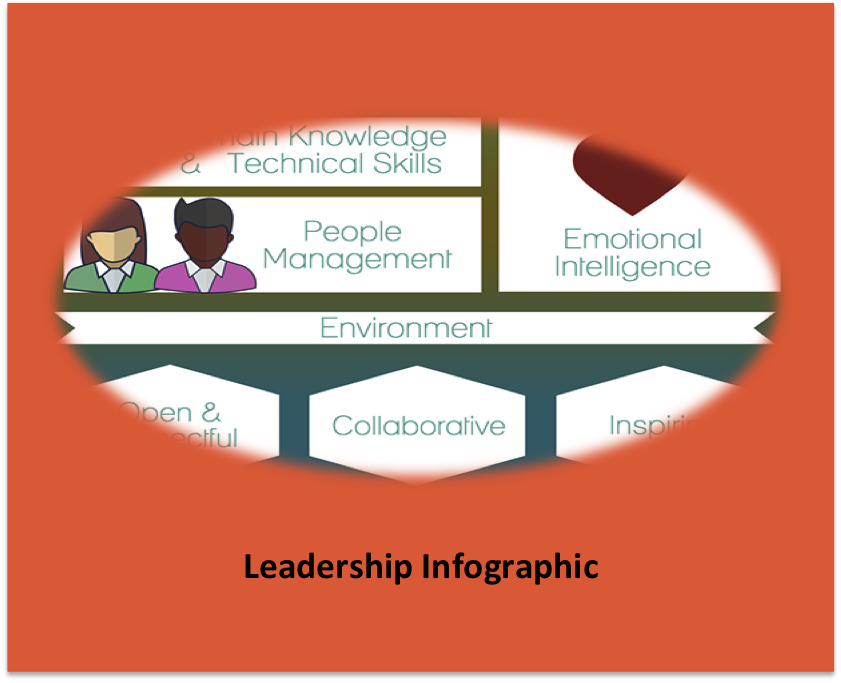 Knowledge
& Technical Skills
People
Management
Emotional
Intelligence
Environment
Open &
Collaborative
Leadership Infographic